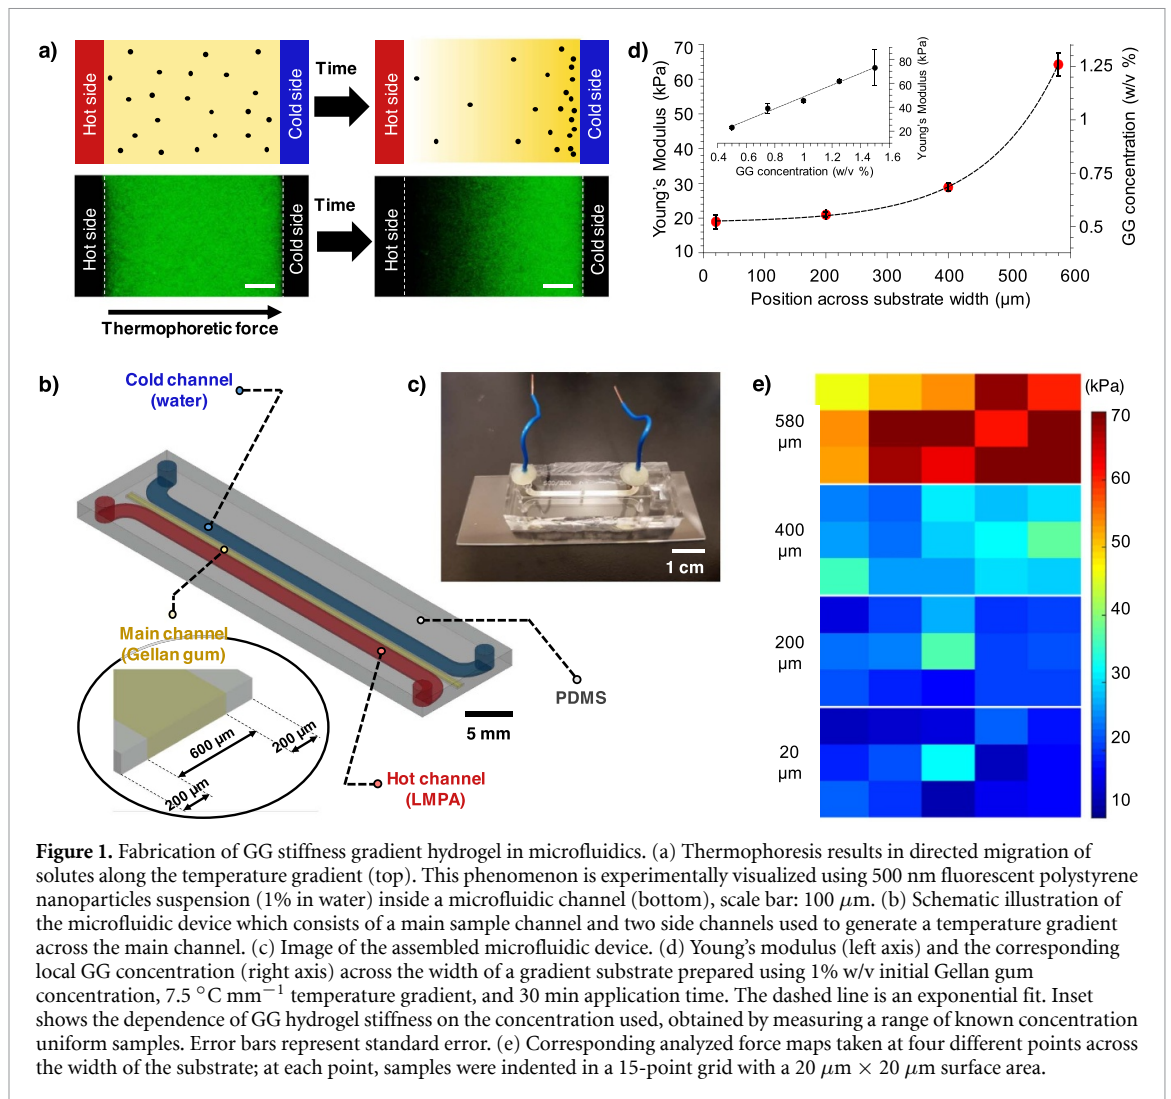 a)
Hot side
Cold side
Time
Hot side
Cold side
Hot side
Cold side
Time
Hot side
Cold side
Thermophoretic force
d)
Young's Modulus (kPa)
70
60
50
40
30
20
10
0
100
200
300
400
500
600
Position across substrate width (µm)
1.25
1
0.75
0.5
GG concentration (w/v %)
80
60
40
20
Young's Modulus (kPa)
0.4
0.6
0.8
1
1.2
1.4
1.6
GG concentration (w/v %)
b)
Cold channel
(water)
Main channel
(Gellan gum)
600 µm
200 µm
200 µm
Hot channel
(LMPA)
PDMS
5 mm
c)
1 cm
e)
580
µm
400
µm
200
µm
20
µm
(kPa)
70
60
50
40
30
20
10
Figure 1. Fabrication of GG stiffness gradient hydrogel in microfluidics. (a) Thermophoresis results in directed migration of
solutes along the temperature gradient (top). This phenomenon is experimentally visualized using 500 nm fluorescent polystyrene
nanoparticles suspension (1% in water) inside a microfluidic channel (bottom), scale bar: 100 µm. (b) Schematic illustration of
the microfluidic device which consists of a main sample channel and two side channels used to generate a temperature gradient
across the main channel. (c) Image of the assembled microfluidic device. (d) Young's modulus (left axis) and the corresponding
local GG concentration (right axis) across the width of a gradient substrate prepared using 1% w/v initial Gellan gum
concentration, 7.5 °C mm−1 temperature gradient, and 30 min application time. The dashed line is an exponential fit. Inset
shows the dependence of GG hydrogel stiffness on the concentration used, obtained by measuring a range of known concentration
uniform samples. Error bars represent standard error. (e) Corresponding analyzed force maps taken at four different points across
the width of the substrate; at each point, samples were indented in a 15-point grid with a 20 µm × 20 µm surface area.